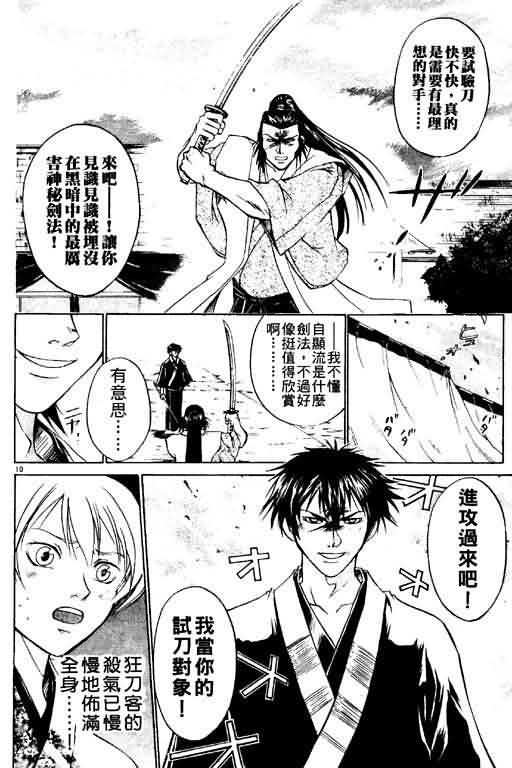 要試驗刀
快不快，真的
是需要有最理
想的對手………
來吧——！讓你
見識見識被埋沒
在黑暗中的最厲
害神秘劍法！
——我不懂
自顯流是什麼
劍法，不過好
像挺值得欣賞
啊………
有意思………
10
進攻過來吧！
我當你的
試刀對象！
狂刀客的
殺氣已慢
慢地佈滿
全身………